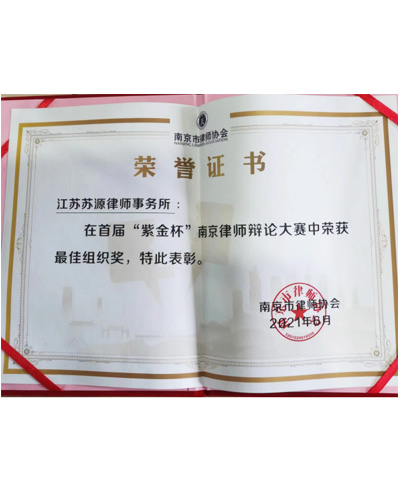 南京市律师协会
荣誉证书
江苏苏源律师事务所：
在首届“紫金杯”南京律师辩论大赛中荣获
最佳组织奖，特此表彰。
南京市律师协会
2021年6月